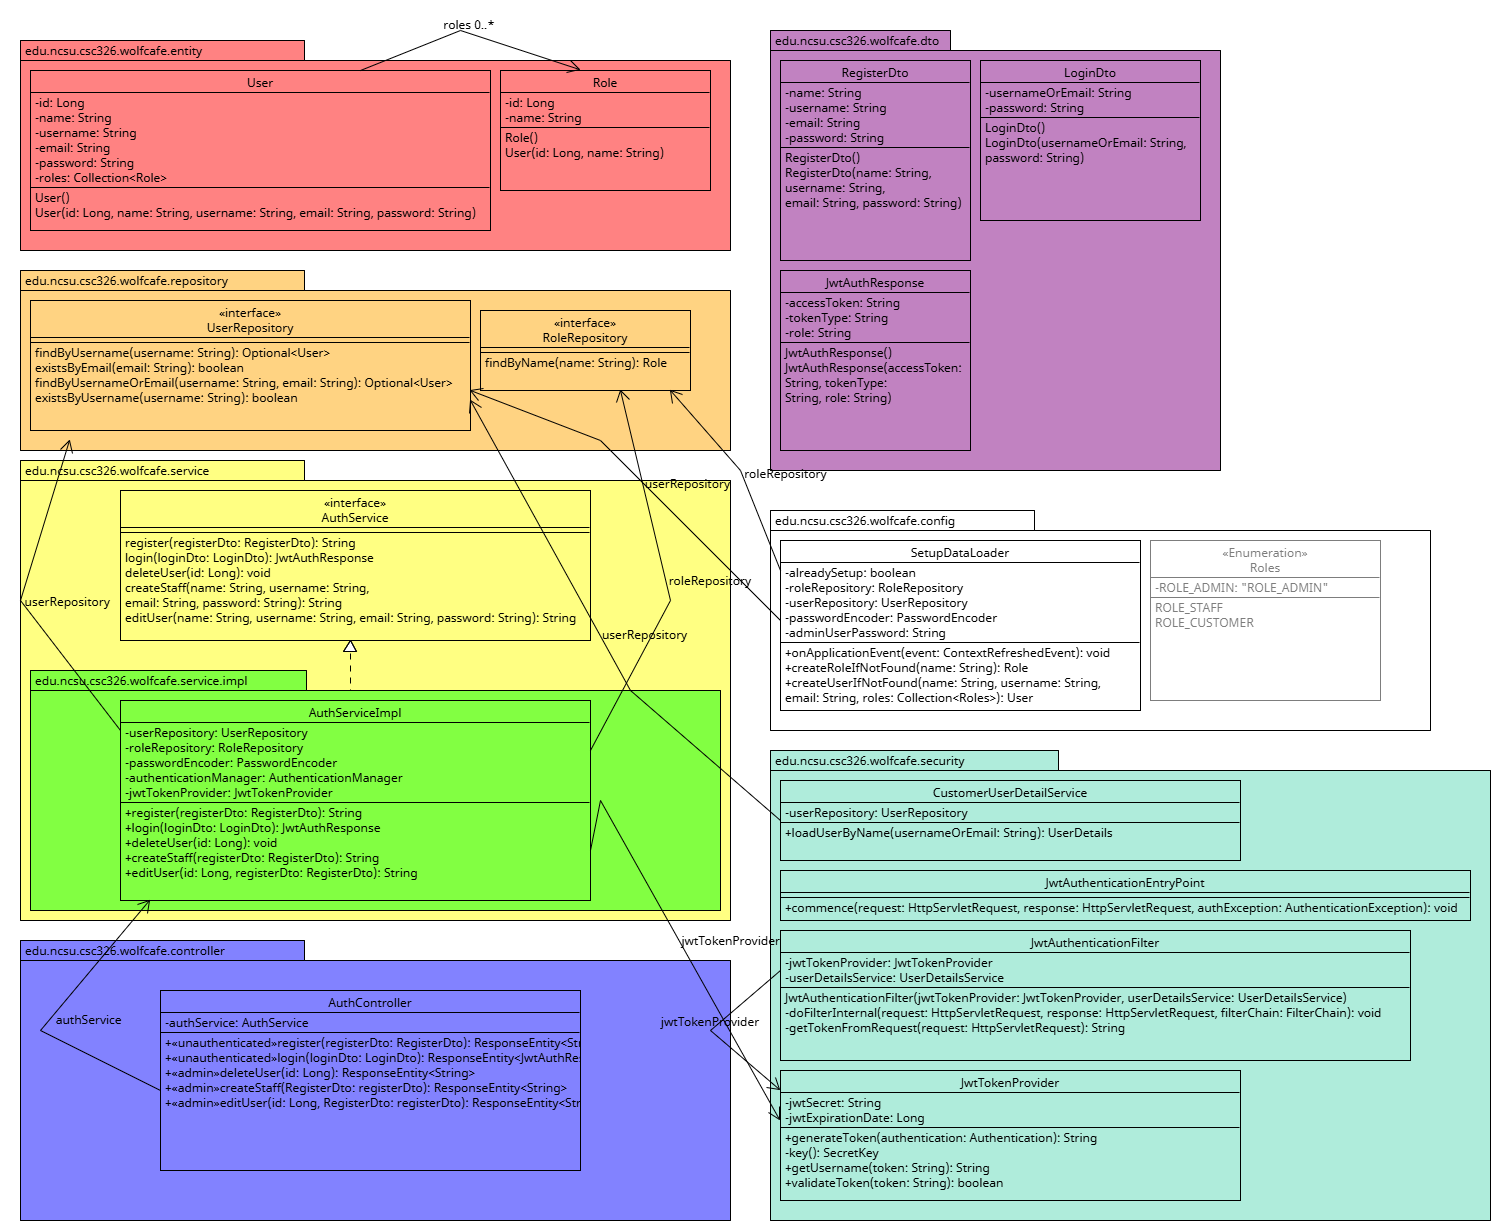 roles 0..*
edu.ncsu.csc326.wolfcafe.entity
User
-id: Long
-name: String
-username: String
-email: String
-password: String
-roles: Collection<Role>
User()
User(id: Long, name: String, username: String, email: String, password: String)
Role
-id: Long
-name: String
Role()
User(id: Long, name: String)
edu.ncsu.csc326.wolfcafe.repository
«interface»
UserRepository
findByUsername(username: String): Optional<User>
existsByEmail(email: String): boolean
findByUsernameOrEmail(username: String, email: String): Optional<User>
existsByUsername(username: String): boolean
«interface»
RoleRepository
findByName(name: String): Role
edu.ncsu.csc326.wolfcafe.service
«interface»
AuthService
register(registerDto: RegisterDto): String
login(loginDto: LoginDto): JwtAuthResponse
deleteUser(id: Long): void
createStaff(name: String, username: String,
email: String, password: String): String
editUser(name: String, username: String, email: String, password: String): String
userRepository
roleRepository
userRepository
userRepository
roleRepository
edu.ncsu.csc326.wolfcafe.service.impl
AuthServiceImpl
-userRepository: UserRepository
-roleRepository: RoleRepository
-passwordEncoder: PasswordEncoder
-authenticationManager: AuthenticationManager
-jwtTokenProvider: JwtTokenProvider
+register(registerDto: RegisterDto): String
+login(loginDto: LoginDto): JwtAuthResponse
+deleteUser(id: Long): void
+createStaff(registerDto: RegisterDto): String
+editUser(id: Long, registerDto: RegisterDto): String
edu.ncsu.csc326.wolfcafe.controller
authService
AuthController
-authService: AuthService
+«unauthenticated»register(registerDto: RegisterDto): ResponseEntity<Stri
+«unauthenticated»login(loginDto: LoginDto): ResponseEntity<JwtAuthRes
+«admin»deleteUser(id: Long): ResponseEntity<String>
+«admin»createStaff(RegisterDto: registerDto): ResponseEntity<String>
+«admin»editUser(id: Long, RegisterDto: registerDto): ResponseEntity<Stri
jwtTokenProvider
jwtTokenProvider
edu.ncsu.csc326.wolfcafe.dto
RegisterDto
-name: String
-username: String
-email: String
-password: String
RegisterDto()
RegisterDto(name: String,
username: String,
email: String, password: String)
LoginDto
-usernameOrEmail: String
-password: String
LoginDto()
LoginDto(usernameOrEmail: String,
password: String)
JwtAuthResponse
-accessToken: String
-tokenType: String
-role: String
JwtAuthResponse()
JwtAuthResponse(accessToken:
String, tokenType:
String, role: String)
edu.ncsu.csc326.wolfcafe.config
SetupDataLoader
-alreadySetup: boolean
-roleRepository: RoleRepository
-userRepository: UserRepository
-passwordEncoder: PasswordEncoder
-adminUserPassword: String
+onApplicationEvent(event: ContextRefreshedEvent): void
+createRoleIfNotFound(name: String): Role
+createUserIfNotFound(name: String, username: String,
email: String, roles: Collection<Roles>): User
«Enumeration»
Roles
-ROLE_ADMIN: "ROLE_ADMIN"
ROLE_STAFF
ROLE_CUSTOMER
edu.ncsu.csc326.wolfcafe.security
CustomerUserDetailService
-userRepository: UserRepository
+loadUserByName(usernameOrEmail: String): UserDetails
JwtAuthenticationEntryPoint
+commence(request: HttpServletRequest, response: HttpServletRequest, authException: AuthenticationException): void
JwtAuthenticationFilter
-jwtTokenProvider: JwtTokenProvider
-userDetailsService: UserDetailsService
JwtAuthenticationFilter(jwtTokenProvider: JwtTokenProvider, userDetailsService: UserDetailsService)
-doFilterInternal(request: HttpServletRequest, response: HttpServletRequest, filterChain: FilterChain): void
-getTokenFromRequest(request: HttpServletRequest): String
JwtTokenProvider
-jwtSecret: String
-jwtExpirationDate: Long
+generateToken(authentication: Authentication): String
-key(): SecretKey
+getUsername(token: String): String
+validateToken(token: String): boolean